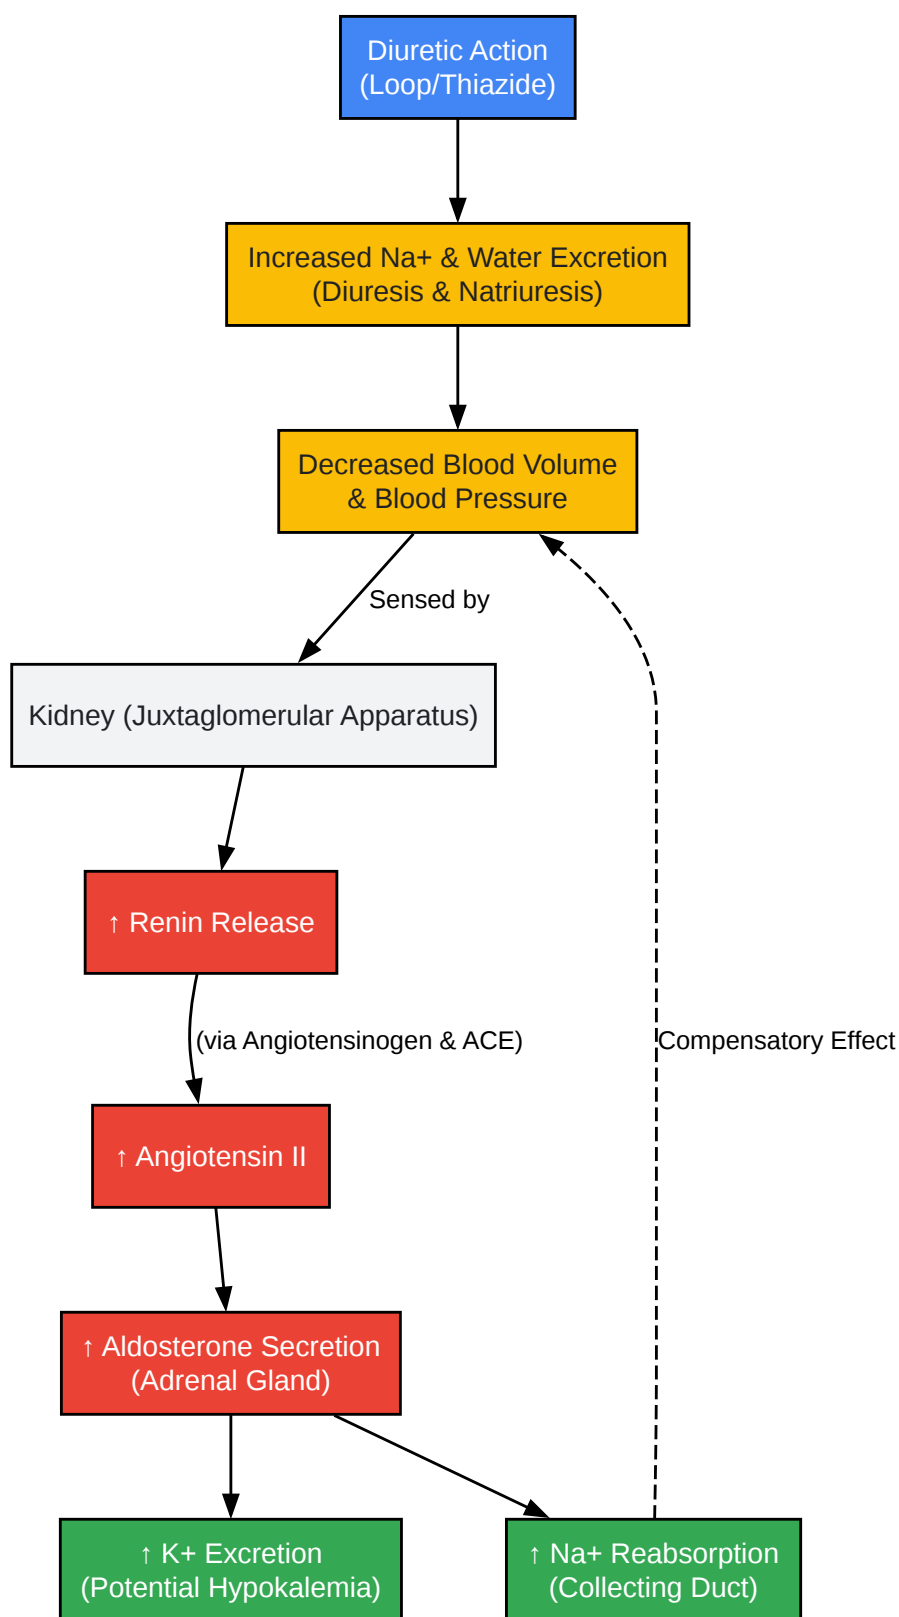 Diuretic Action
(Loop/Thiazide)
Increased Na+ & Water Excretion
(Diuresis & Natriuresis)
Decreased Blood Volume
& Blood Pressure
Sensed by
Kidney (Juxtaglomerular Apparatus)
↑ Renin Release
(via Angiotensinogen & ACE)
Compensatory Effect
↑ Angiotensin II
↑ Aldosterone Secretion
(Adrenal Gland)
↑ K+ Excretion
(Potential Hypokalemia)
↑ Na+ Reabsorption
(Collecting Duct)